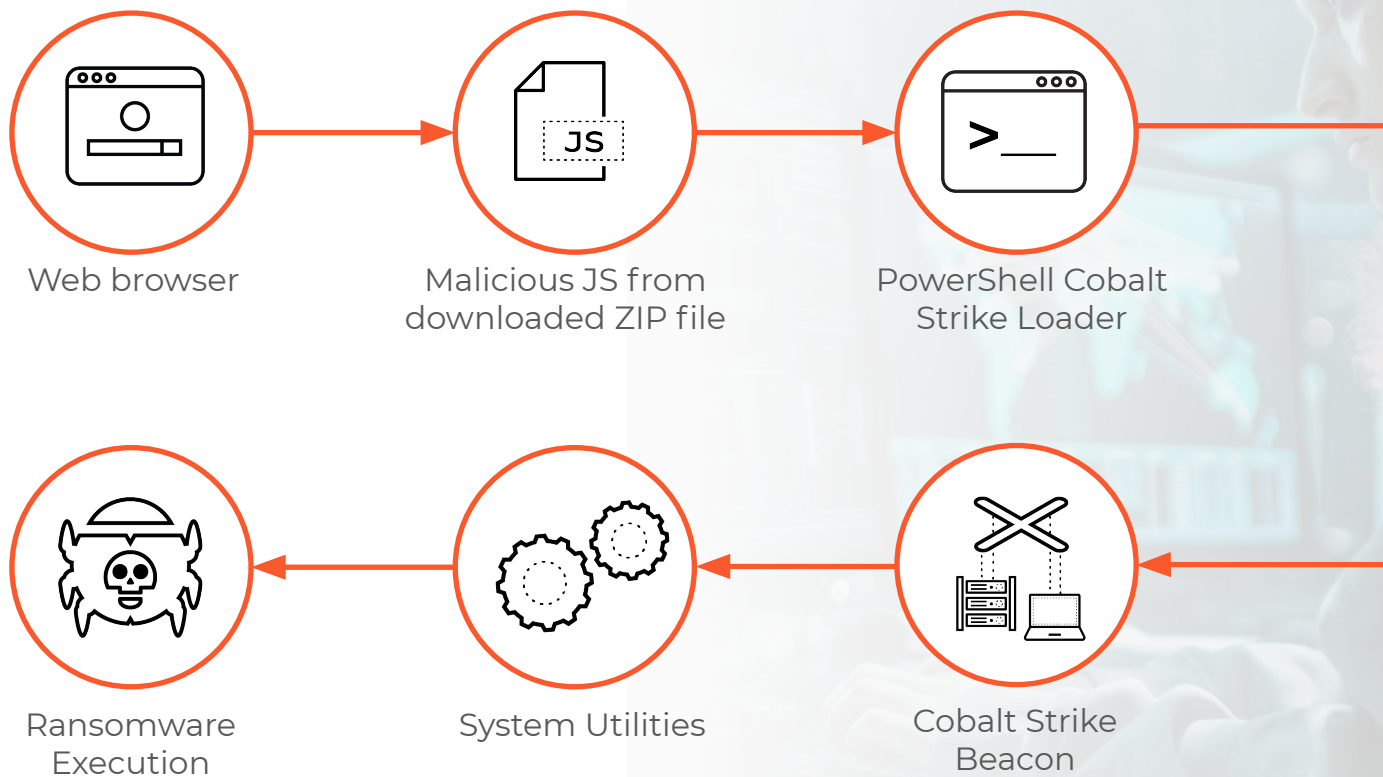 JS
>_
Web browser
Malicious JS from
downloaded ZIP file
PowerShell Cobalt
Strike Loader
Ransomware
Execution
System Utilities
Cobalt Strike
Beacon